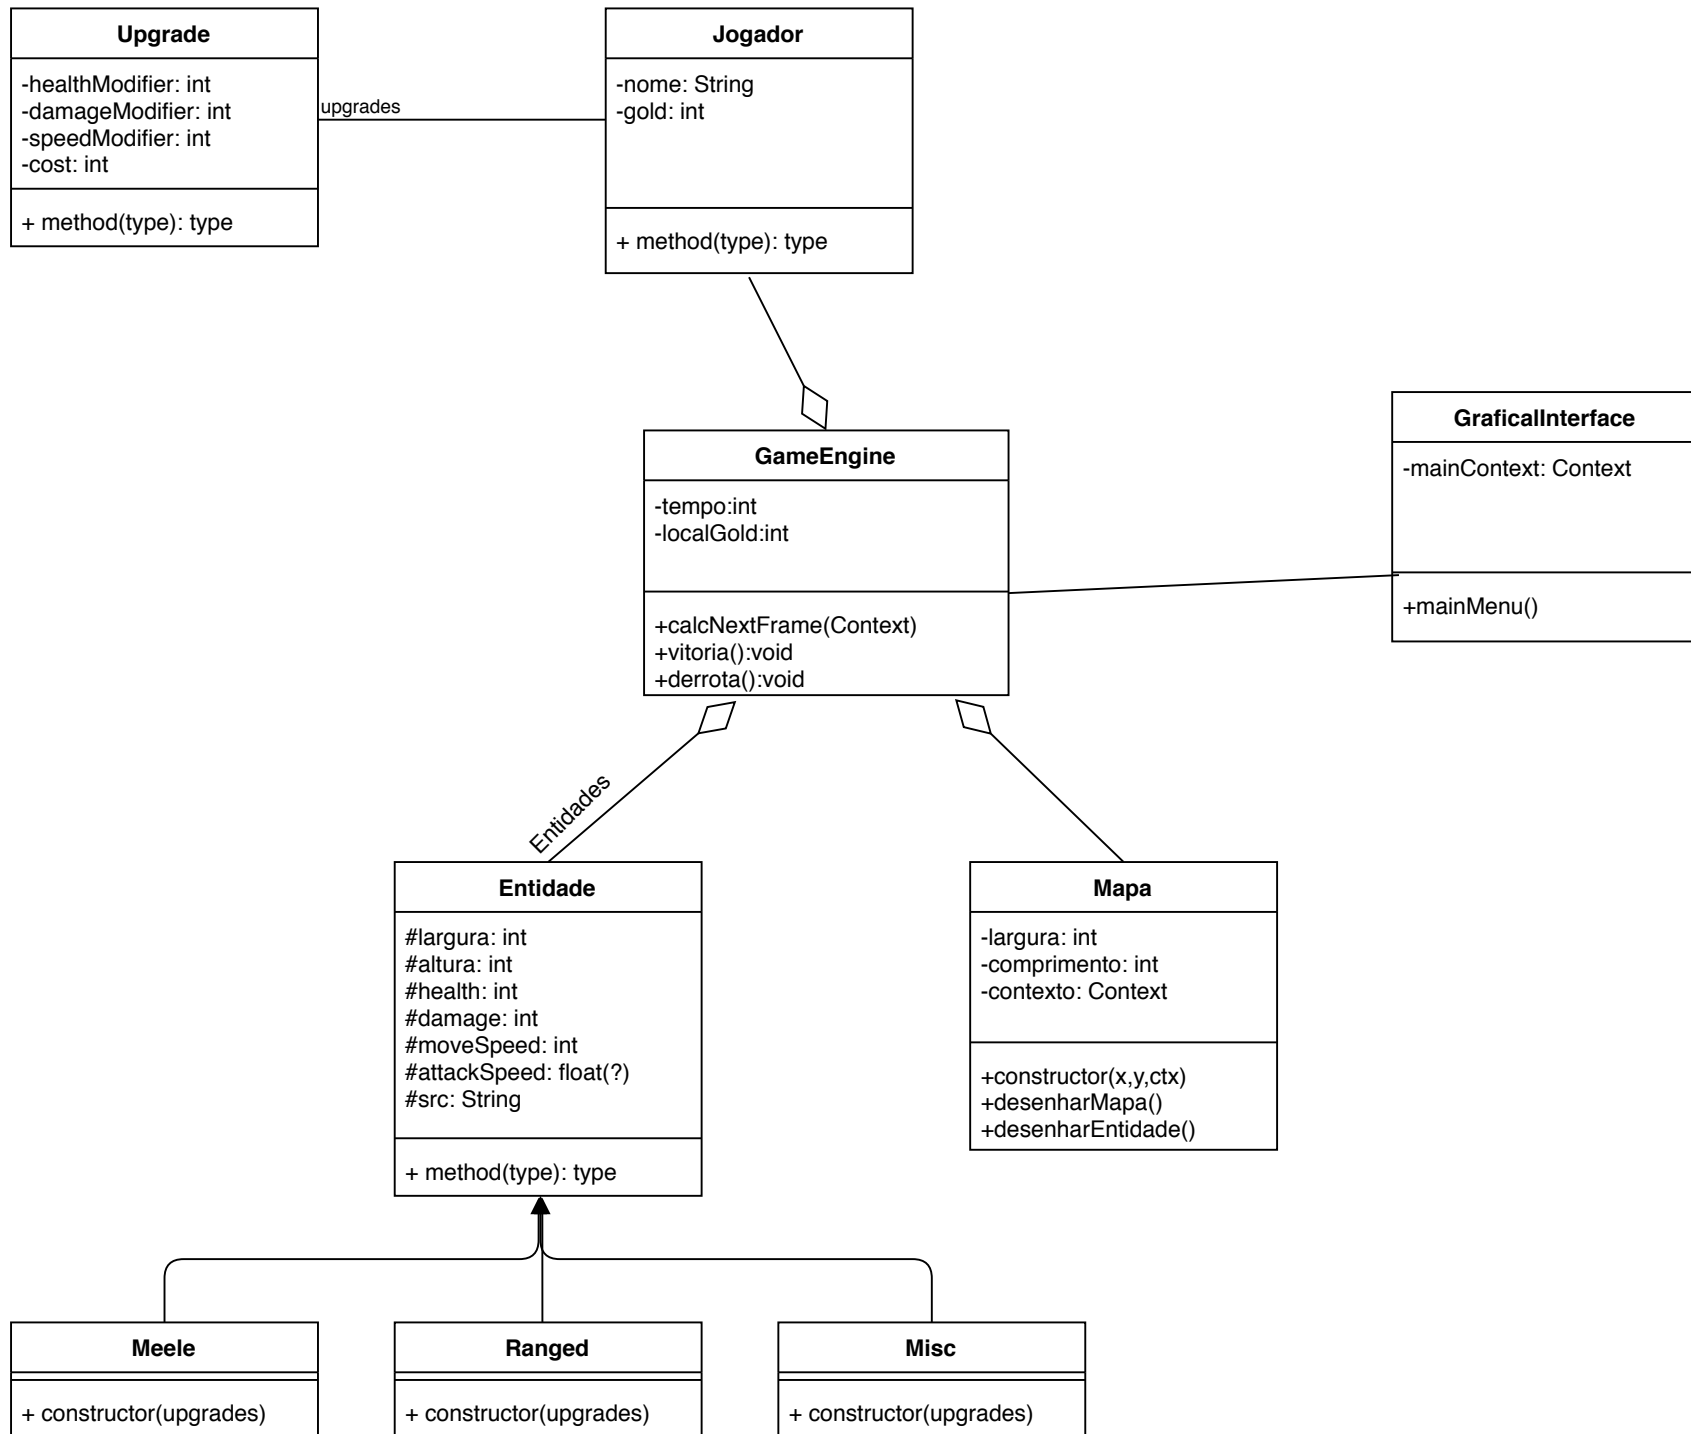 Upgrade
-healthModifier: int
-damageModifier: int
-speedModifier: int
-cost: int
+ method(type): type
upgrades
Jogador
-nome: String
-gold: int
+ method(type): type
GameEngine
-tempo:int
-localGold:int
+calcNextFrame(Context)
+vitoria():void
+derrota():void
GraficalInterface
-mainContext: Context
+mainMenu()
Entidades
Entidade
#largura: int
#altura: int
#health: int
#damage: int
#moveSpeed: int
#attackSpeed: float(?)
#src: String
+ method(type): type
Mapa
-largura: int
-comprimento: int
-contexto: Context
+constructor(x,y,ctx)
+desenharMapa()
+desenharEntidade()
Meele
+ constructor(upgrades)
Ranged
+ constructor(upgrades)
Misc
+ constructor(upgrades)